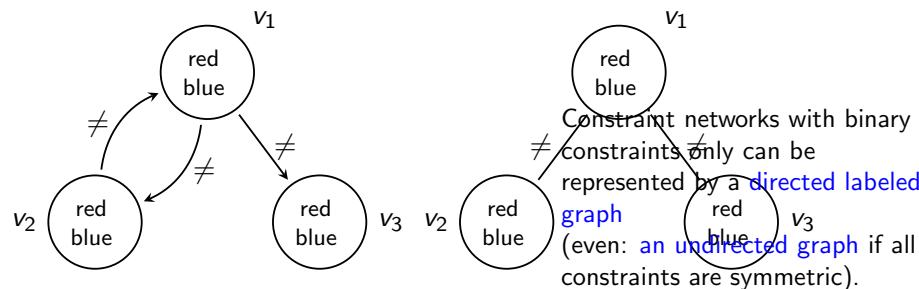 v1
red
blue
≠
≠
≠
v2
red
blue
red
blue
v3
v1
red
blue
≠
≠
v2
red
blue
red
blue
v3
Constraint networks with binary
constraints only can be
represented by a directed labeled
graph
(even: an undirected graph if all
constraints are symmetric).